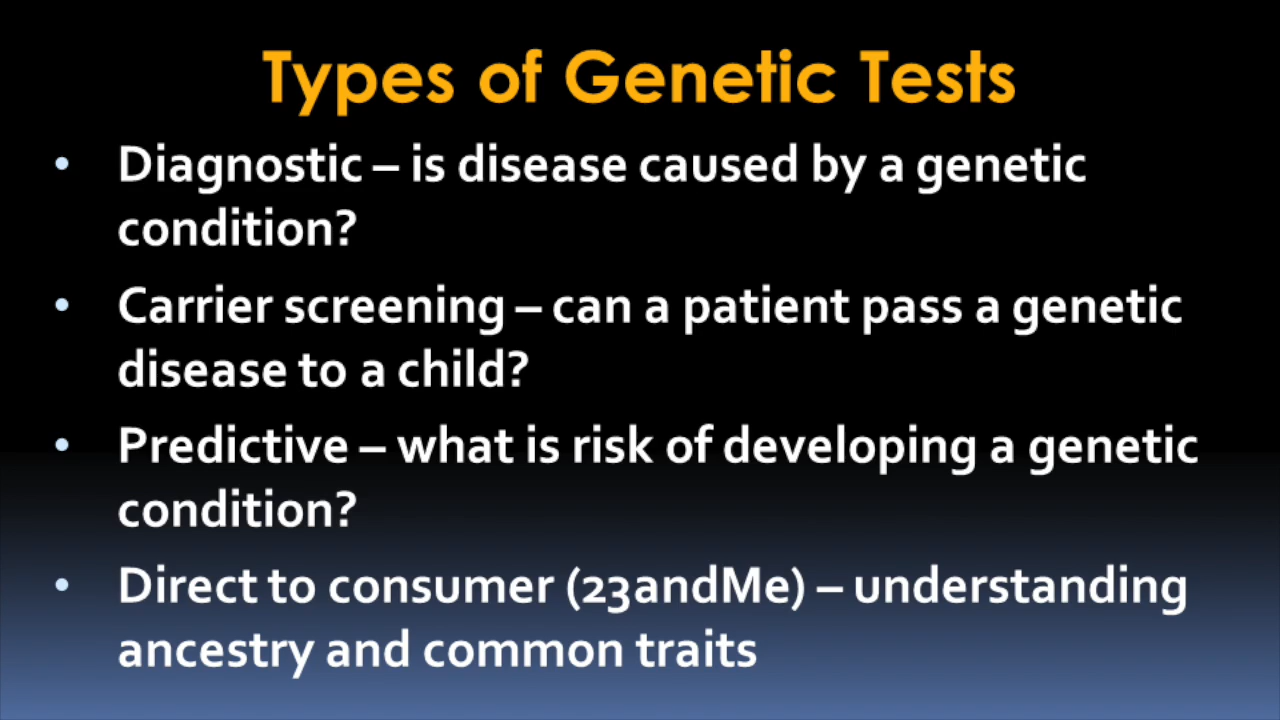 Types of Genetic Tests
• Diagnostic – is disease caused by a genetic
condition?
• Carrier screening – can a patient pass a genetic
disease to a child?
• Predictive – what is risk of developing a genetic
condition?
• Direct to consumer (23andMe) – understanding
ancestry and common traits